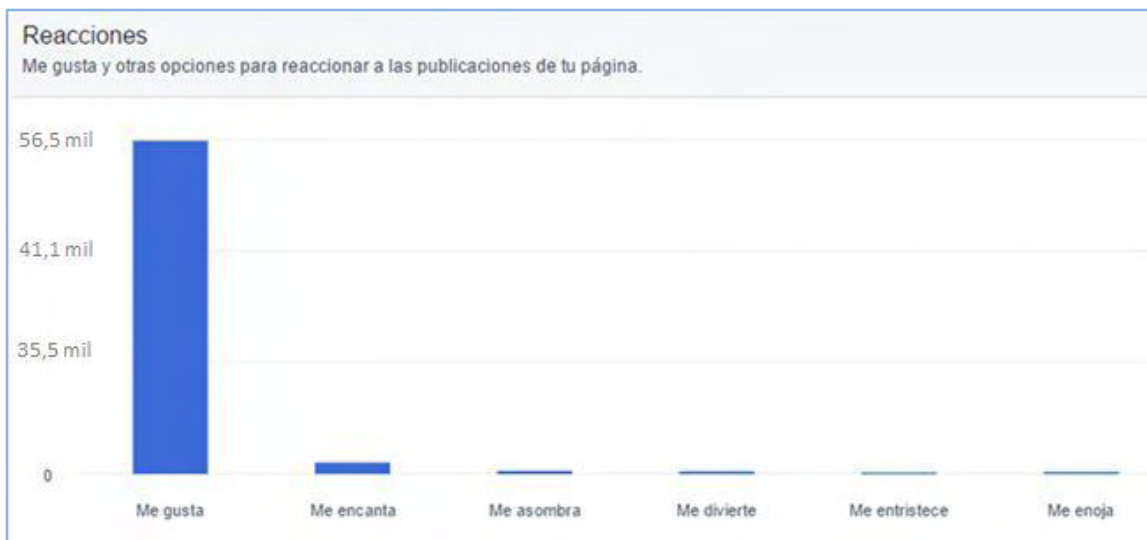 Reacciones
Me gusta y otras opciones para reaccionar a las publicaciones de tu página.
56,5 mil
41,1 mil
35,5 mil
0
Me gusta Me encanta Me asombra Me divierte Me entristece Me enoja